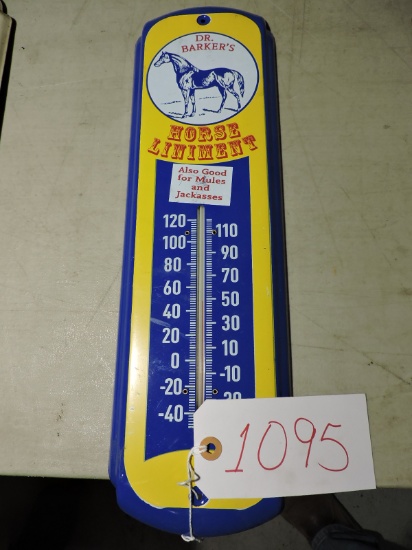 DR.
BARKER'S
HORSE
LINIMENT
Also Good
for Mules
and
Jackasses
120
110
100
90
80
70
60
50
40
30
20
10
0
-10
-20
-40
1095